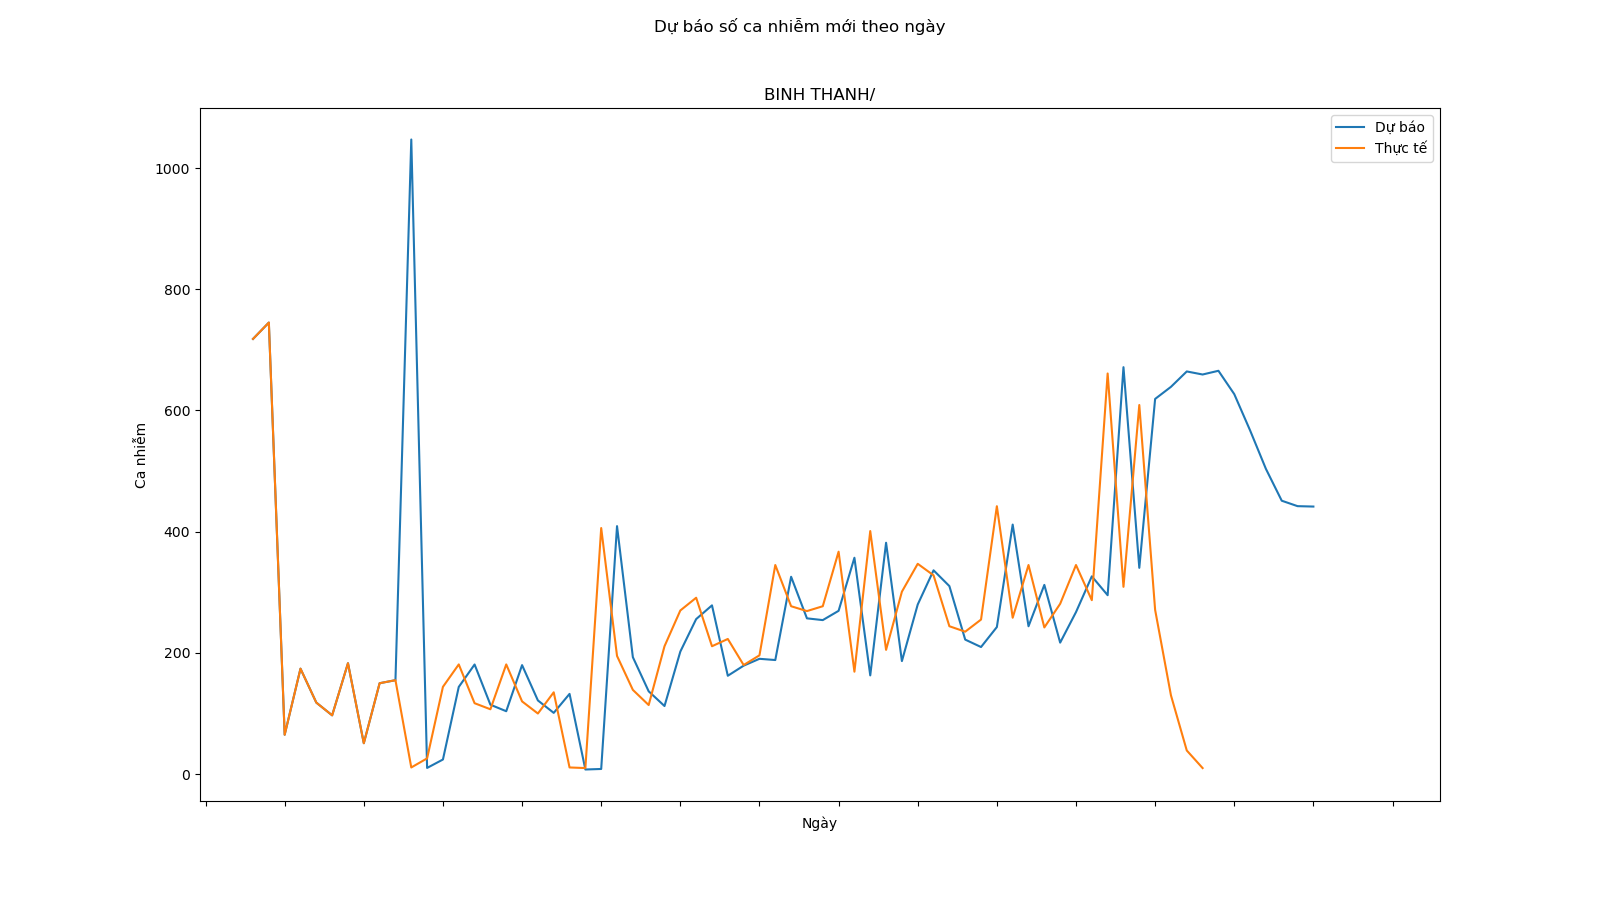 Dự báo số ca nhiễm mới theo ngày
BINH THANH/
Dự báo
Thực tế
1000
800
600
400
200
0
Ca nhiễm
Ngày